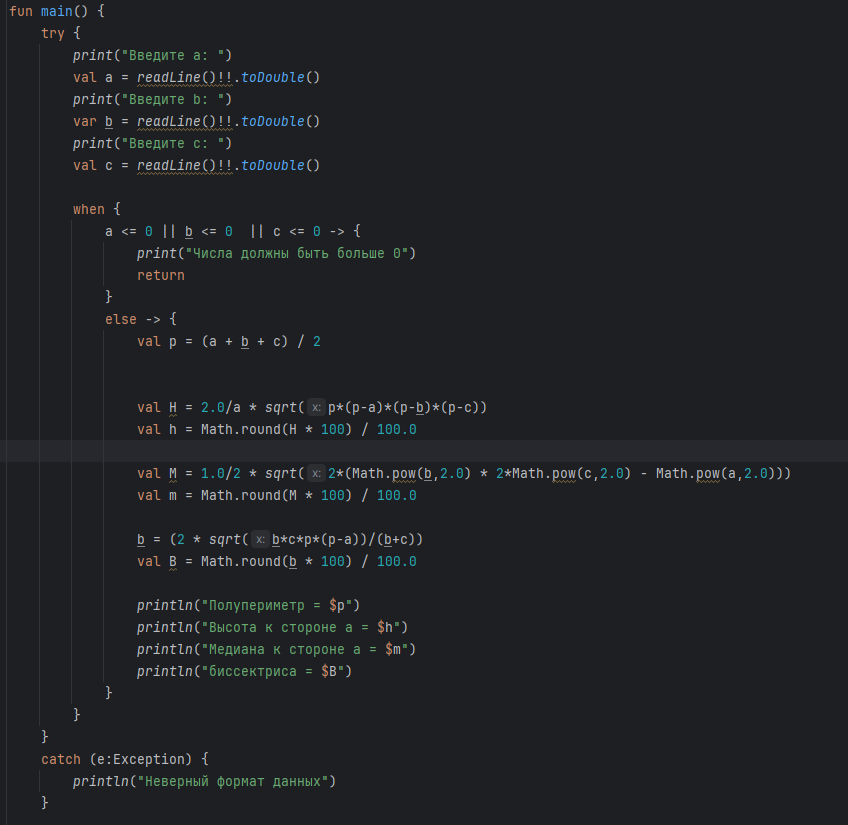 fun main() {
    try {
        print("Введите a: ")
        val a = readLine()!!.toDouble()
        print("Введите b: ")
        var b = readLine()!!.toDouble()
        print("Введите c: ")
        val c = readLine()!!.toDouble()
        when {
            a <= 0 || b <= 0  || c <= 0 -> {
                print("Числа должны быть больше 0")
                return
            }
            else -> {
                val p = (a + b + c) / 2
                val H = 2.0/a * sqrt( x: p*(p-a)*(p-b)*(p-c))
                val h = Math.round(H * 100) / 100.0
                val M = 1.0/2 * sqrt( x: 2*(Math.pow(b,2.0) * 2*Math.pow(c,2.0) - Math.pow(a,2.0)))
                val m = Math.round(M * 100) / 100.0
                b = (2 * sqrt( x: b*c*p*(p-a))/(b+c))
                val B = Math.round(b * 100) / 100.0
                println("Полупериметр = $p")
                println("Высота к стороне a = $h")
                println("Медиана к стороне a = $m")
                println("биссектриса = $B")
            }
        }
    }
    catch (e:Exception) {
        println("Неверный формат данных")
    }